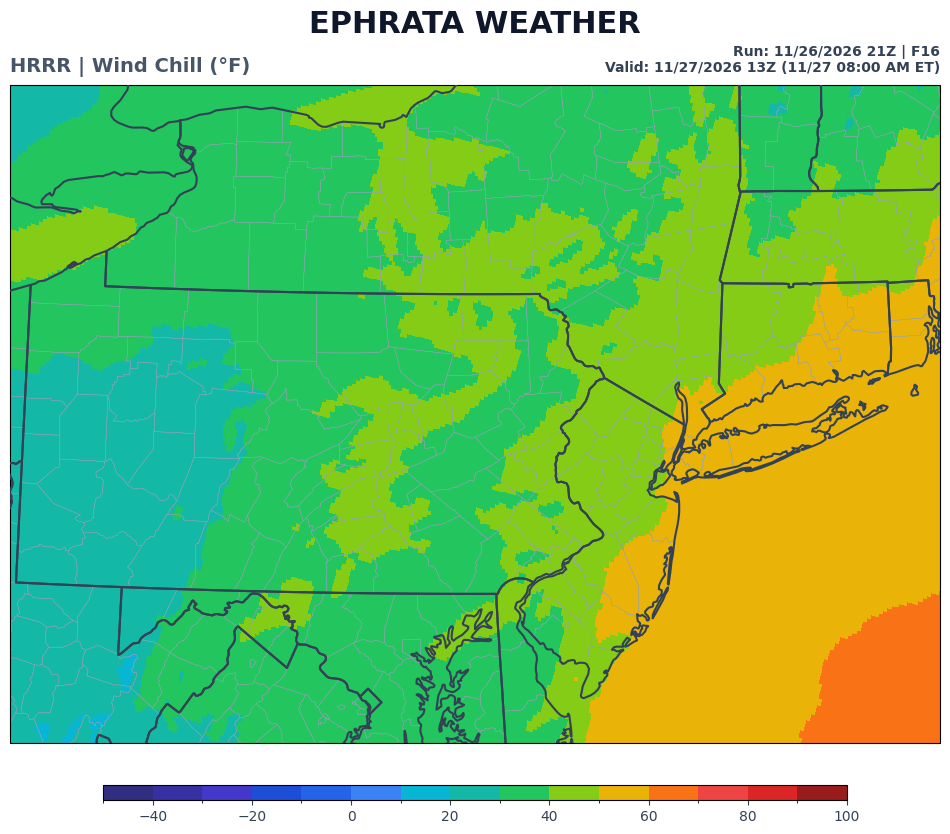 EPHRATA WEATHER
HRRR | Wind Chill (°F)
Run: 11/26/2026 21Z | F16
Valid: 11/27/2026 13Z (11/27 08:00 AM ET)
−40 −20 0 20 40 60 80 100